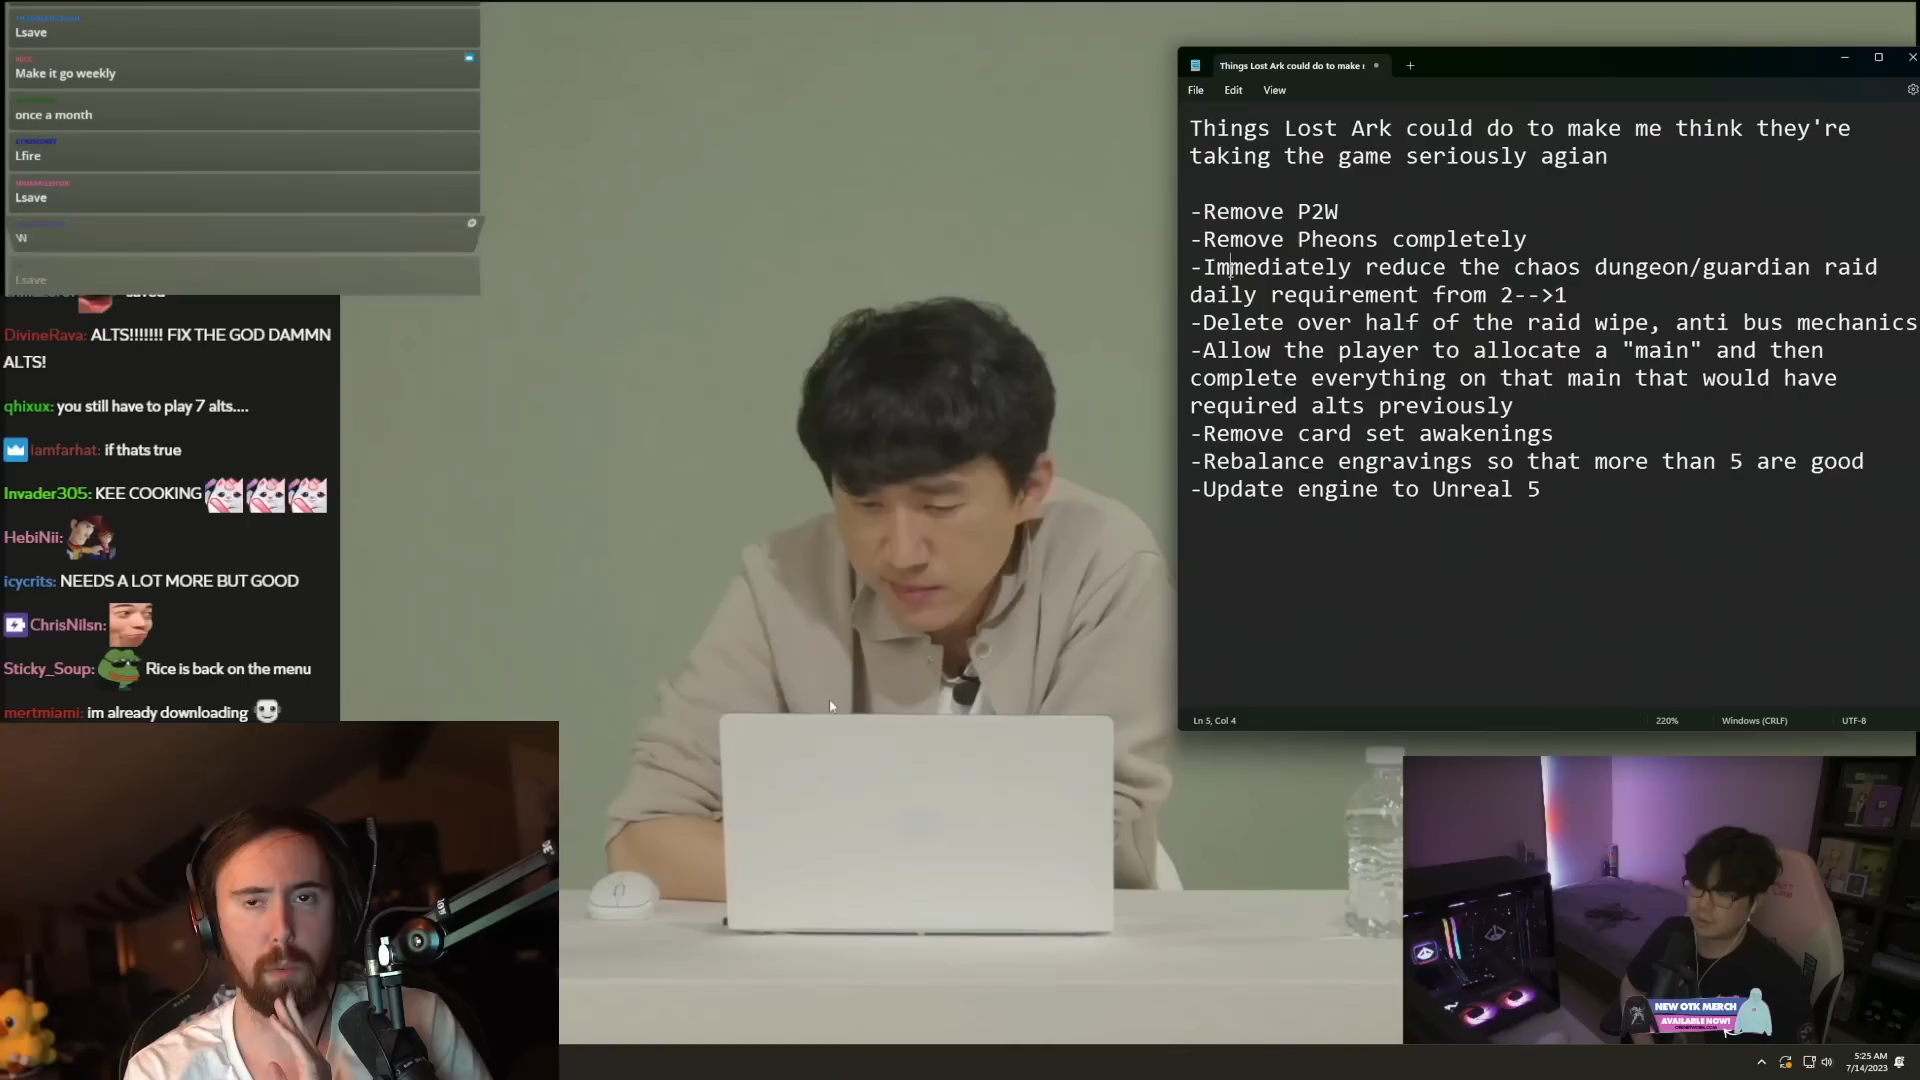 Lsave
Make it go weekly
once a month
Lfire
Lsave
W
Lsave
DivineRava: ALTS!!!!!!! FIX THE GOD DAMMN
ALTS!
qhixux: you still have to play 7 alts....
lamfarhat: if thats true
Invader305: KEE COOKING
HebiNii:
icycrits: NEEDS A LOT MORE BUT GOOD
ChrisNilsn:
Sticky_Soup: Rice is back on the menu
mertmiami: im already downloading
Things Lost Ark could do to make
File Edit View
Things Lost Ark could do to make me think they're
taking the game seriously agian
-Remove P2W
-Remove Pheons completely
-Immediately reduce the chaos dungeon/guardian raid
daily requirement from 2-->1
-Delete over half of the raid wipe, anti bus mechanics
-Allow the player to allocate a "main" and then
complete everything on that main that would have
required alts previously
-Remove card set awakenings
-Rebalance engravings so that more than 5 are good
-Update engine to Unreal 5
Ln 5, Col 4 220% Windows (CRLF) UTF-8
NEW OTK MERCH
AVAILABLE NOW!
5:25 AM
7/14/2023